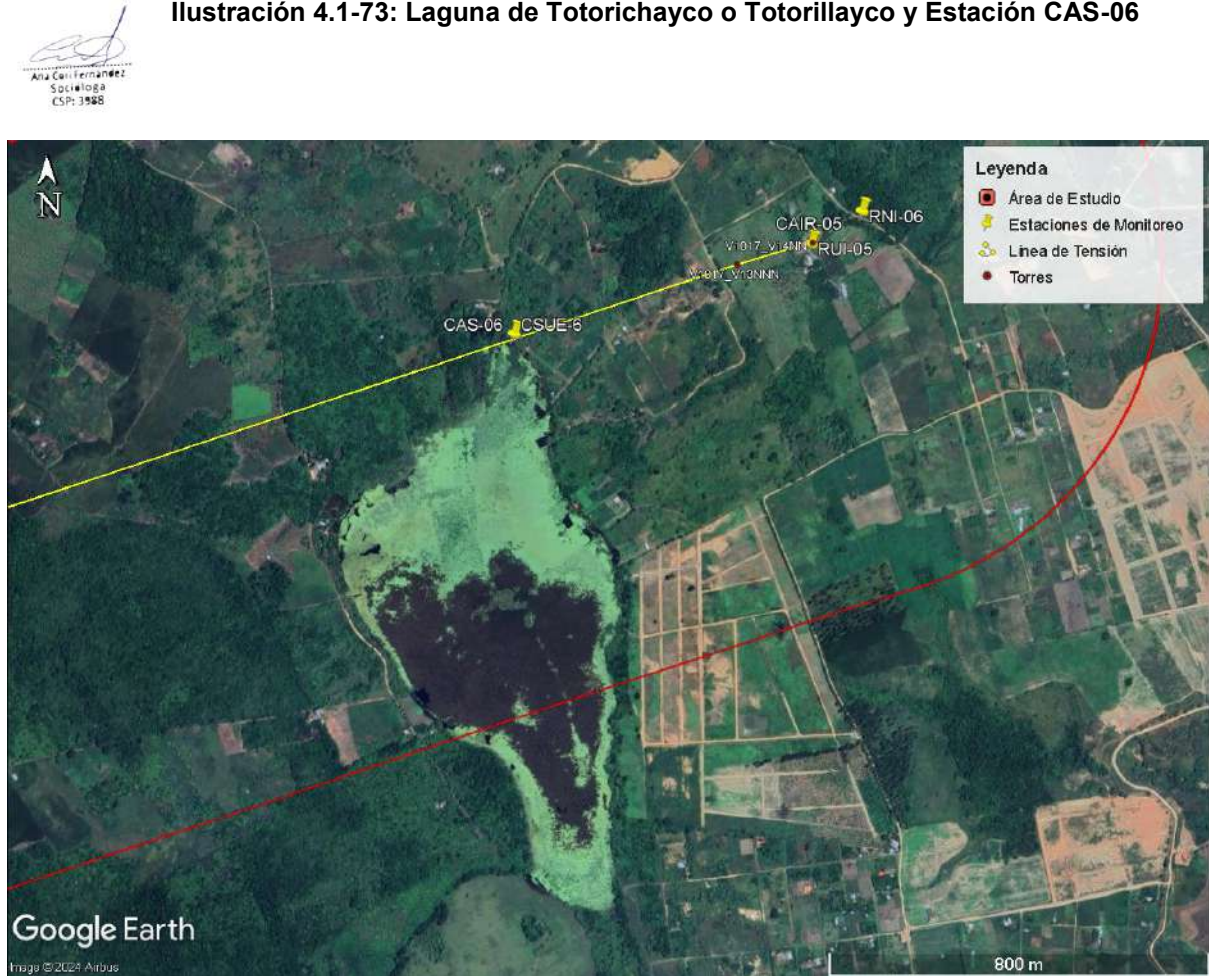 Ilustración 4.1-73: Laguna de Totorichayco o Totorillayco y Estación CAS-06
Ana Fernandez
Socióloga
CSP: 3988
N
Leyenda
Área de Estudio
Estaciones de Monitoreo
Línea de Tensión
Torres
RNI-06
CAIR-05
V1017_V14NN RUI-05
V1017_V13NNN
CAS-06 CSUE-6
Google Earth
Image © 2024 Airbus
800 m